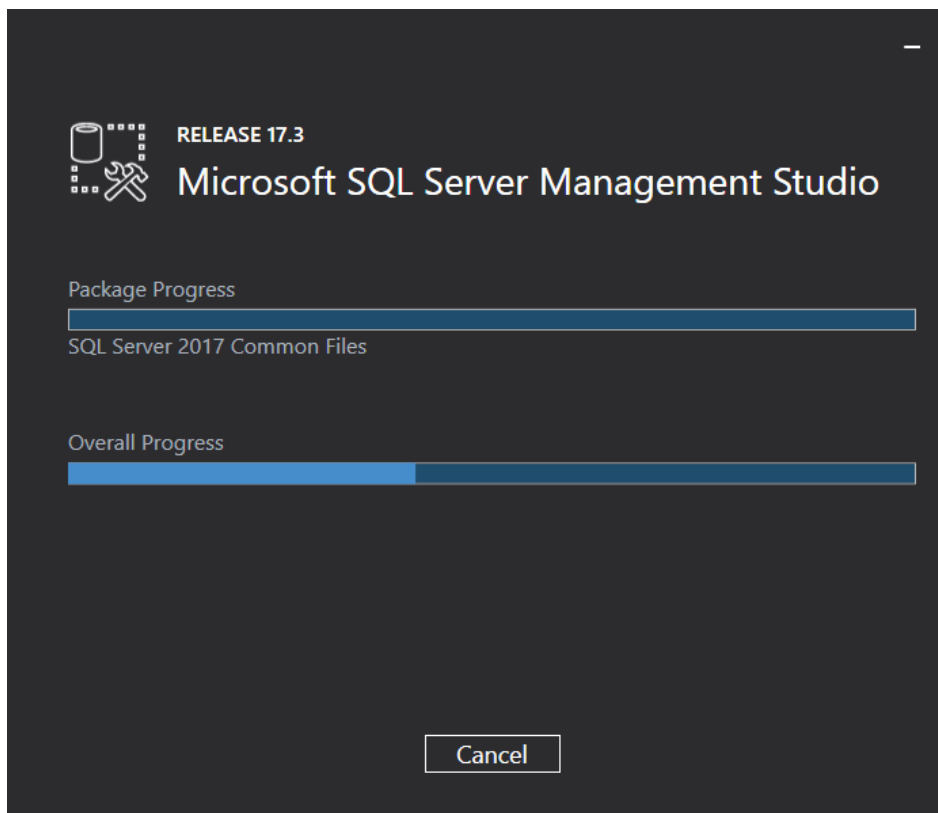 RELEASE 17.3
Microsoft SQL Server Management Studio
Package Progress
SQL Server 2017 Common Files
Overall Progress
Cancel